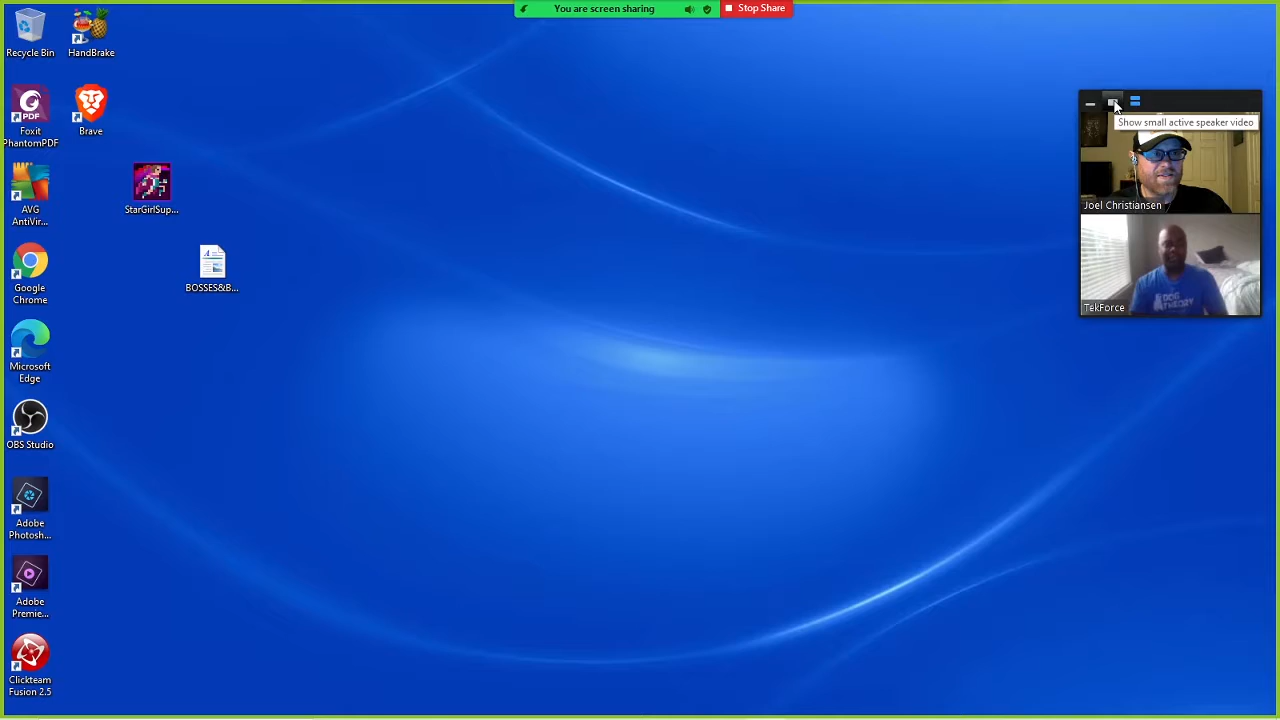 You are screen sharing
Stop Share
Recycle Bin
HandBrake
Foxit
PhantomPDF
Brave
AVG
AntiVir...
StarGirlSup...
Google
Chrome
BOSSES&B...
Microsoft
Edge
OBS Studio
Adobe
Photosh...
Adobe
Premie...
Clickteam
Fusion 2.5
Show small active speaker video
Joel Christiansen
DOG
THEORY
TekForce